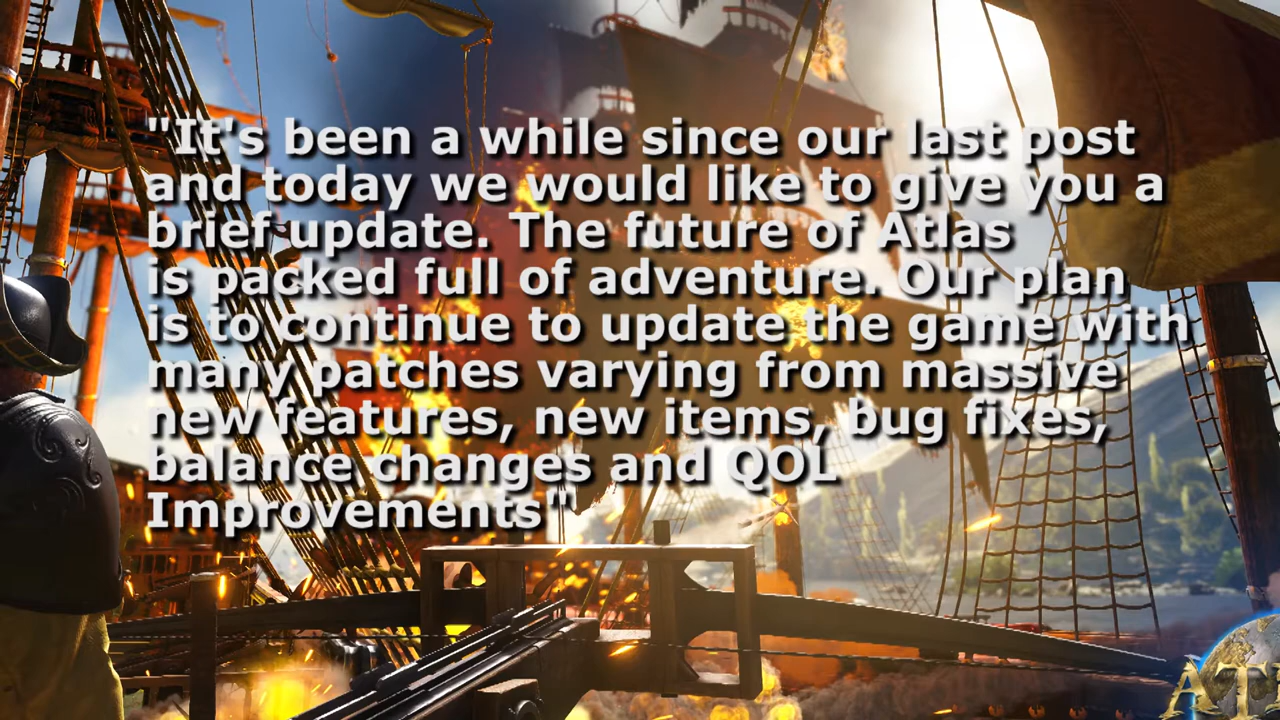 "It's been a while since our last post
and today we would like to give you a
brief update. The future of Atlas
is packed full of adventure. Our plan
is to continue to update the game with
many patches varying from massive
new features, new items, bug fixes,
balance changes and QOL
Improvements"